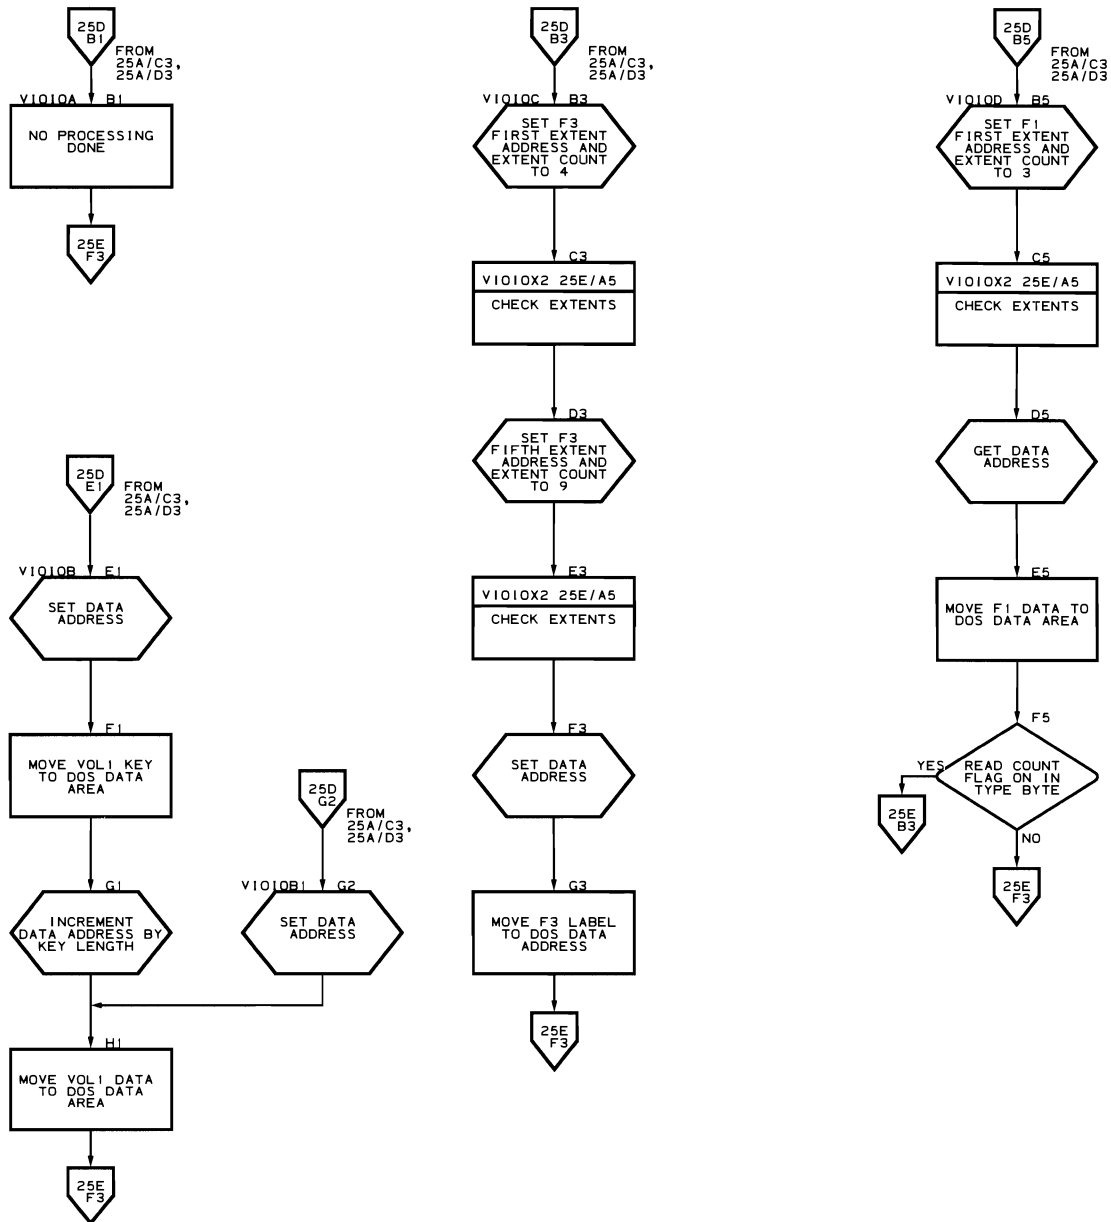 25D
B1
FROM
25A/C3,
25A/D3
V1010A B1
NO PROCESSING
DONE
25E
F3
25D
E1
FROM
25A/C3,
25A/D3
V1010B E1
SET DATA
ADDRESS
F1
MOVE VOL1 KEY
TO DOS DATA
AREA
G1
INCREMENT
DATA ADDRESS BY
KEY LENGTH
25D
G2
FROM
25A/C3,
25A/D3
V1010B1 G2
SET DATA
ADDRESS
H1
MOVE VOL1 DATA
TO DOS DATA
AREA
25E
F3
25D
B3
FROM
25A/C3,
25A/D3
V1010C B3
SET F3
FIRST EXTENT
ADDRESS AND
EXTENT COUNT
TO 4
C3
V1010X2 25E/A5
CHECK EXTENTS
D3
SET F3
FIFTH EXTENT
ADDRESS AND
EXTENT COUNT
TO 9
E3
V1010X2 25E/A5
CHECK EXTENTS
F3
SET DATA
ADDRESS
G3
MOVE F3 LABEL
TO DOS DATA
ADDRESS
25E
F3
25D
B5
FROM
25A/C3
25A/D3
V1010D B5
SET F1
FIRST EXTENT
ADDRESS AND
EXTENT COUNT
TO 3
C5
V1010X2 25E/A5
CHECK EXTENTS
D5
GET DATA
ADDRESS
E5
MOVE F1 DATA TO
DOS DATA AREA
F5
READ COUNT
FLAG ON IN
TYPE BYTE
YES
25E
B3
NO
25E
F3